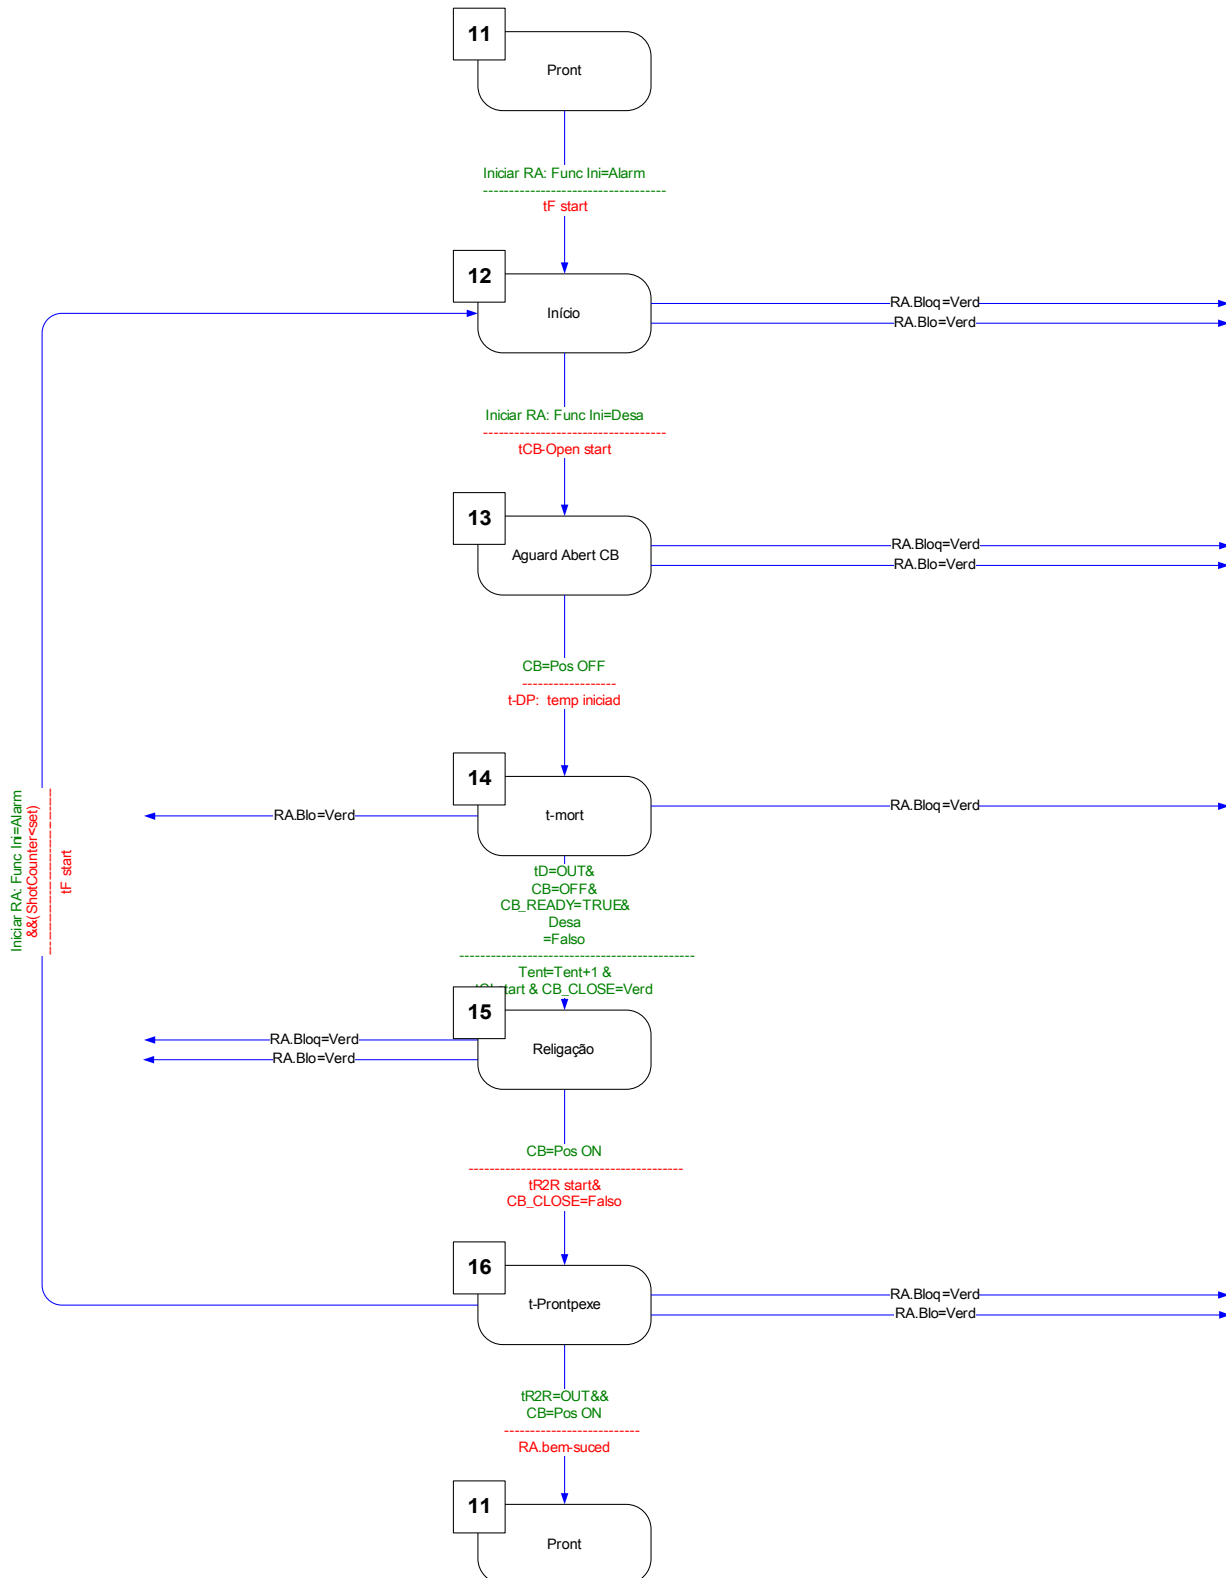 11
Pront
Iniciar RA: Func Ini=Alarm
tF start
12
Início
RA.Bloq=Verd
RA.Blo=Verd
Iniciar RA: Func Ini=Desa
tCB-Open start
13
Aguard Abert CB
RA.Bloq=Verd
RA.Blo=Verd
CB=Pos OFF
t-DP: temp iniciad
14
t-mort
RA.Blo=Verd
RA.Bloq=Verd
tD=OUT&
CB=OFF&
CB_READY=TRUE&
Desa
=Falso
Tent=Tent+1 &
start & CB_CLOSE=Verd
15
Religação
RA.Bloq=Verd
RA.Blo=Verd
CB=Pos ON
tR2R start&
CB_CLOSE=Falso
16
t-Prontpexe
RA.Bloq=Verd
RA.Blo=Verd
Iniciar RA: Func Ini=Alarm
&&(ShotCounter<set)
tF start
tR2R=OUT&&
CB=Pos ON
RA.bem-suced
11
Pront